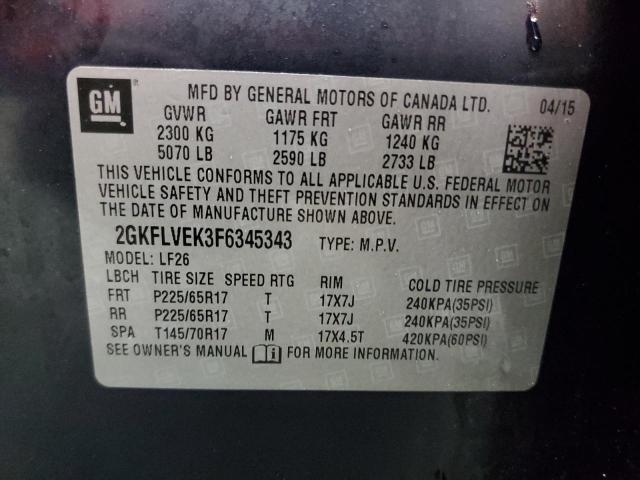 GM
MFD BY GENERAL MOTORS OF CANADA LTD. 04/15
GVWR GAWR FRT GAWR RR
2300 KG 1175 KG 1240 KG
5070 LB 2590 LB 2733 LB
THIS VEHICLE CONFORMS TO ALL APPLICABLE U.S. FEDERAL MOTOR
VEHICLE SAFETY AND THEFT PREVENTION STANDARDS IN EFFECT ON
THE DATE OF MANUFACTURE SHOWN ABOVE.
2GKFLVEK3F6345343 TYPE: M.P.V.
MODEL: LF26
LBCH TIRE SIZE SPEED RTG RIM COLD TIRE PRESSURE
FRT P225/65R17 T 17X7J 240KPA(35PSI)
RR P225/65R17 T 17X7J 240KPA(35PSI)
SPA T145/70R17 M 17X4.5T 420KPA(60PSI)
SEE OWNER'S MANUAL FOR MORE INFORMATION.